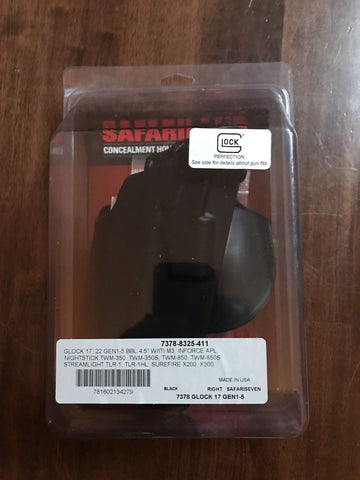 SAFARILAND
CONCEALMENT HOL
GLOCK
PERFECTION
See side for details about gun fits
7378-8325-411
GLOCK 17, 22 GEN1-5 BBL 4.5" W/ITI M3, INFORCE APL,
NIGHTSTICK TWM-350, TWM-350S, TWM-850, TWM-850S
STREAMLIGHT TLR-1, TLR-1HL, SUREFIRE X200, X300
MADE IN USA
781602134279
BLACK
RIGHT SAFARISEVEN
7378 GLOCK 17 GEN1-5